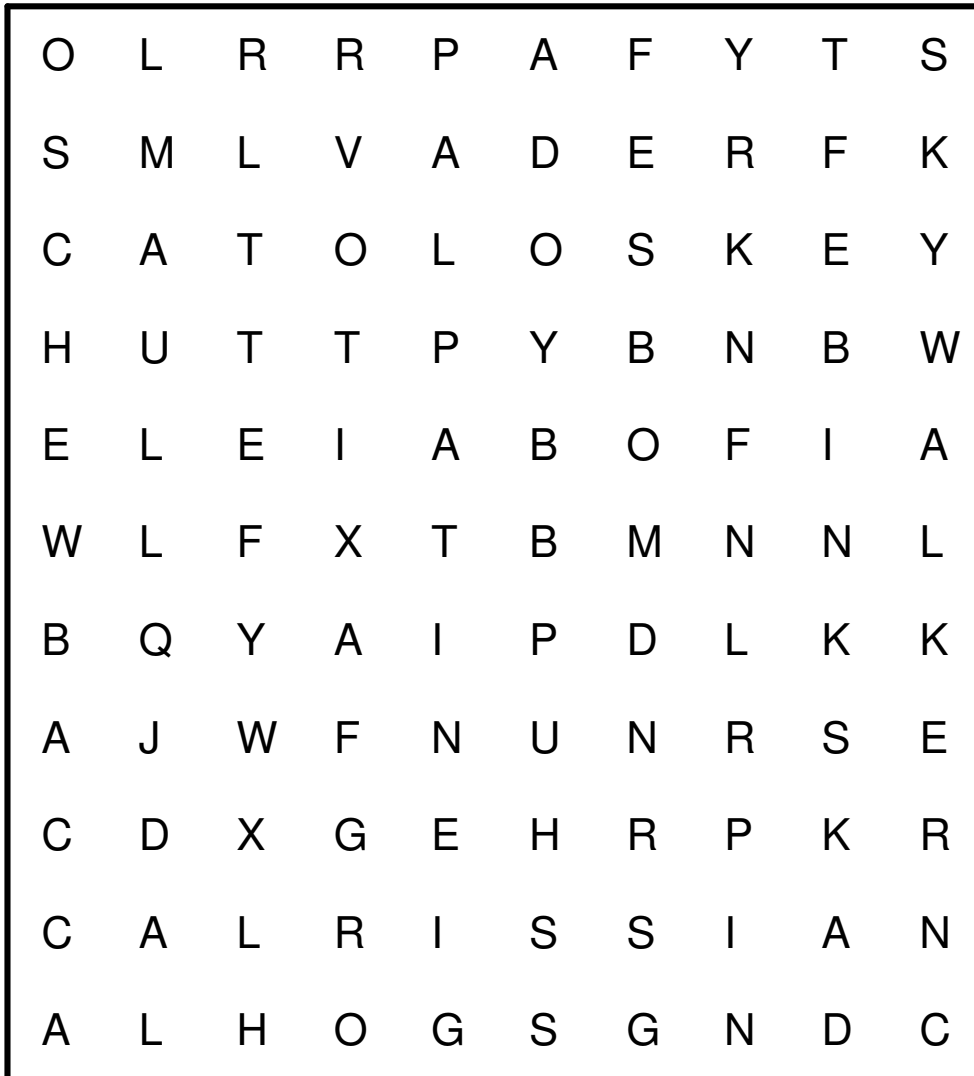 O L R R P A F Y T S
S M L V A D E R F K
C A T O L O S K E Y
H U T T P Y B N B W
E L E I A B O F I A
W L F X T B M N N L
B Q Y A I P D L K K
A J W F N U N R S E
C D X G E H R P K R
C A L R I S S I A N
A L H O G S G N D C